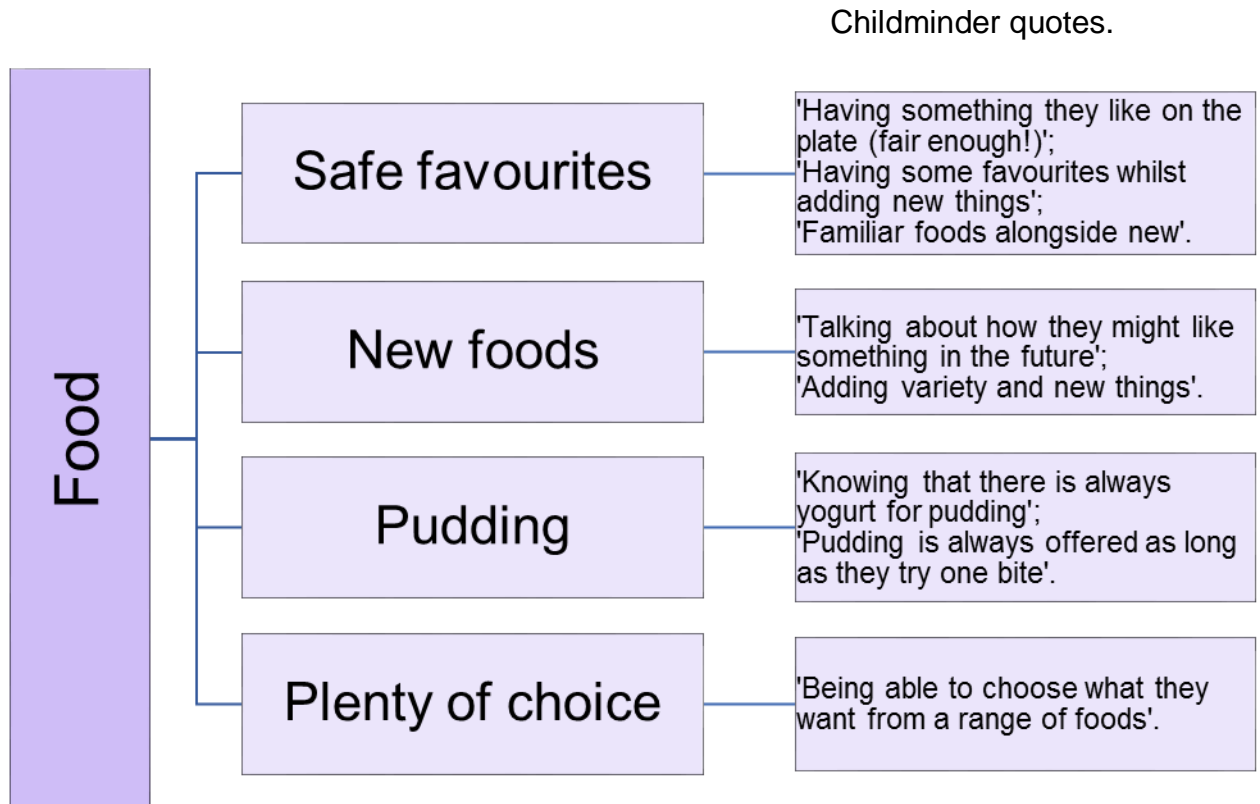 Childminder quotes.
Food
Safe favourites
'Having something they like on the
plate (fair enough!)';
'Having some favourites whilst
adding new things';
'Familiar foods alongside new'.
New foods
'Talking about how they might like
something in the future';
'Adding variety and new things'.
Pudding
'Knowing that there is always
yogurt for pudding';
'Pudding is always offered as long
as they try one bite'.
Plenty of choice
'Being able to choose what they
want from a range of foods'.